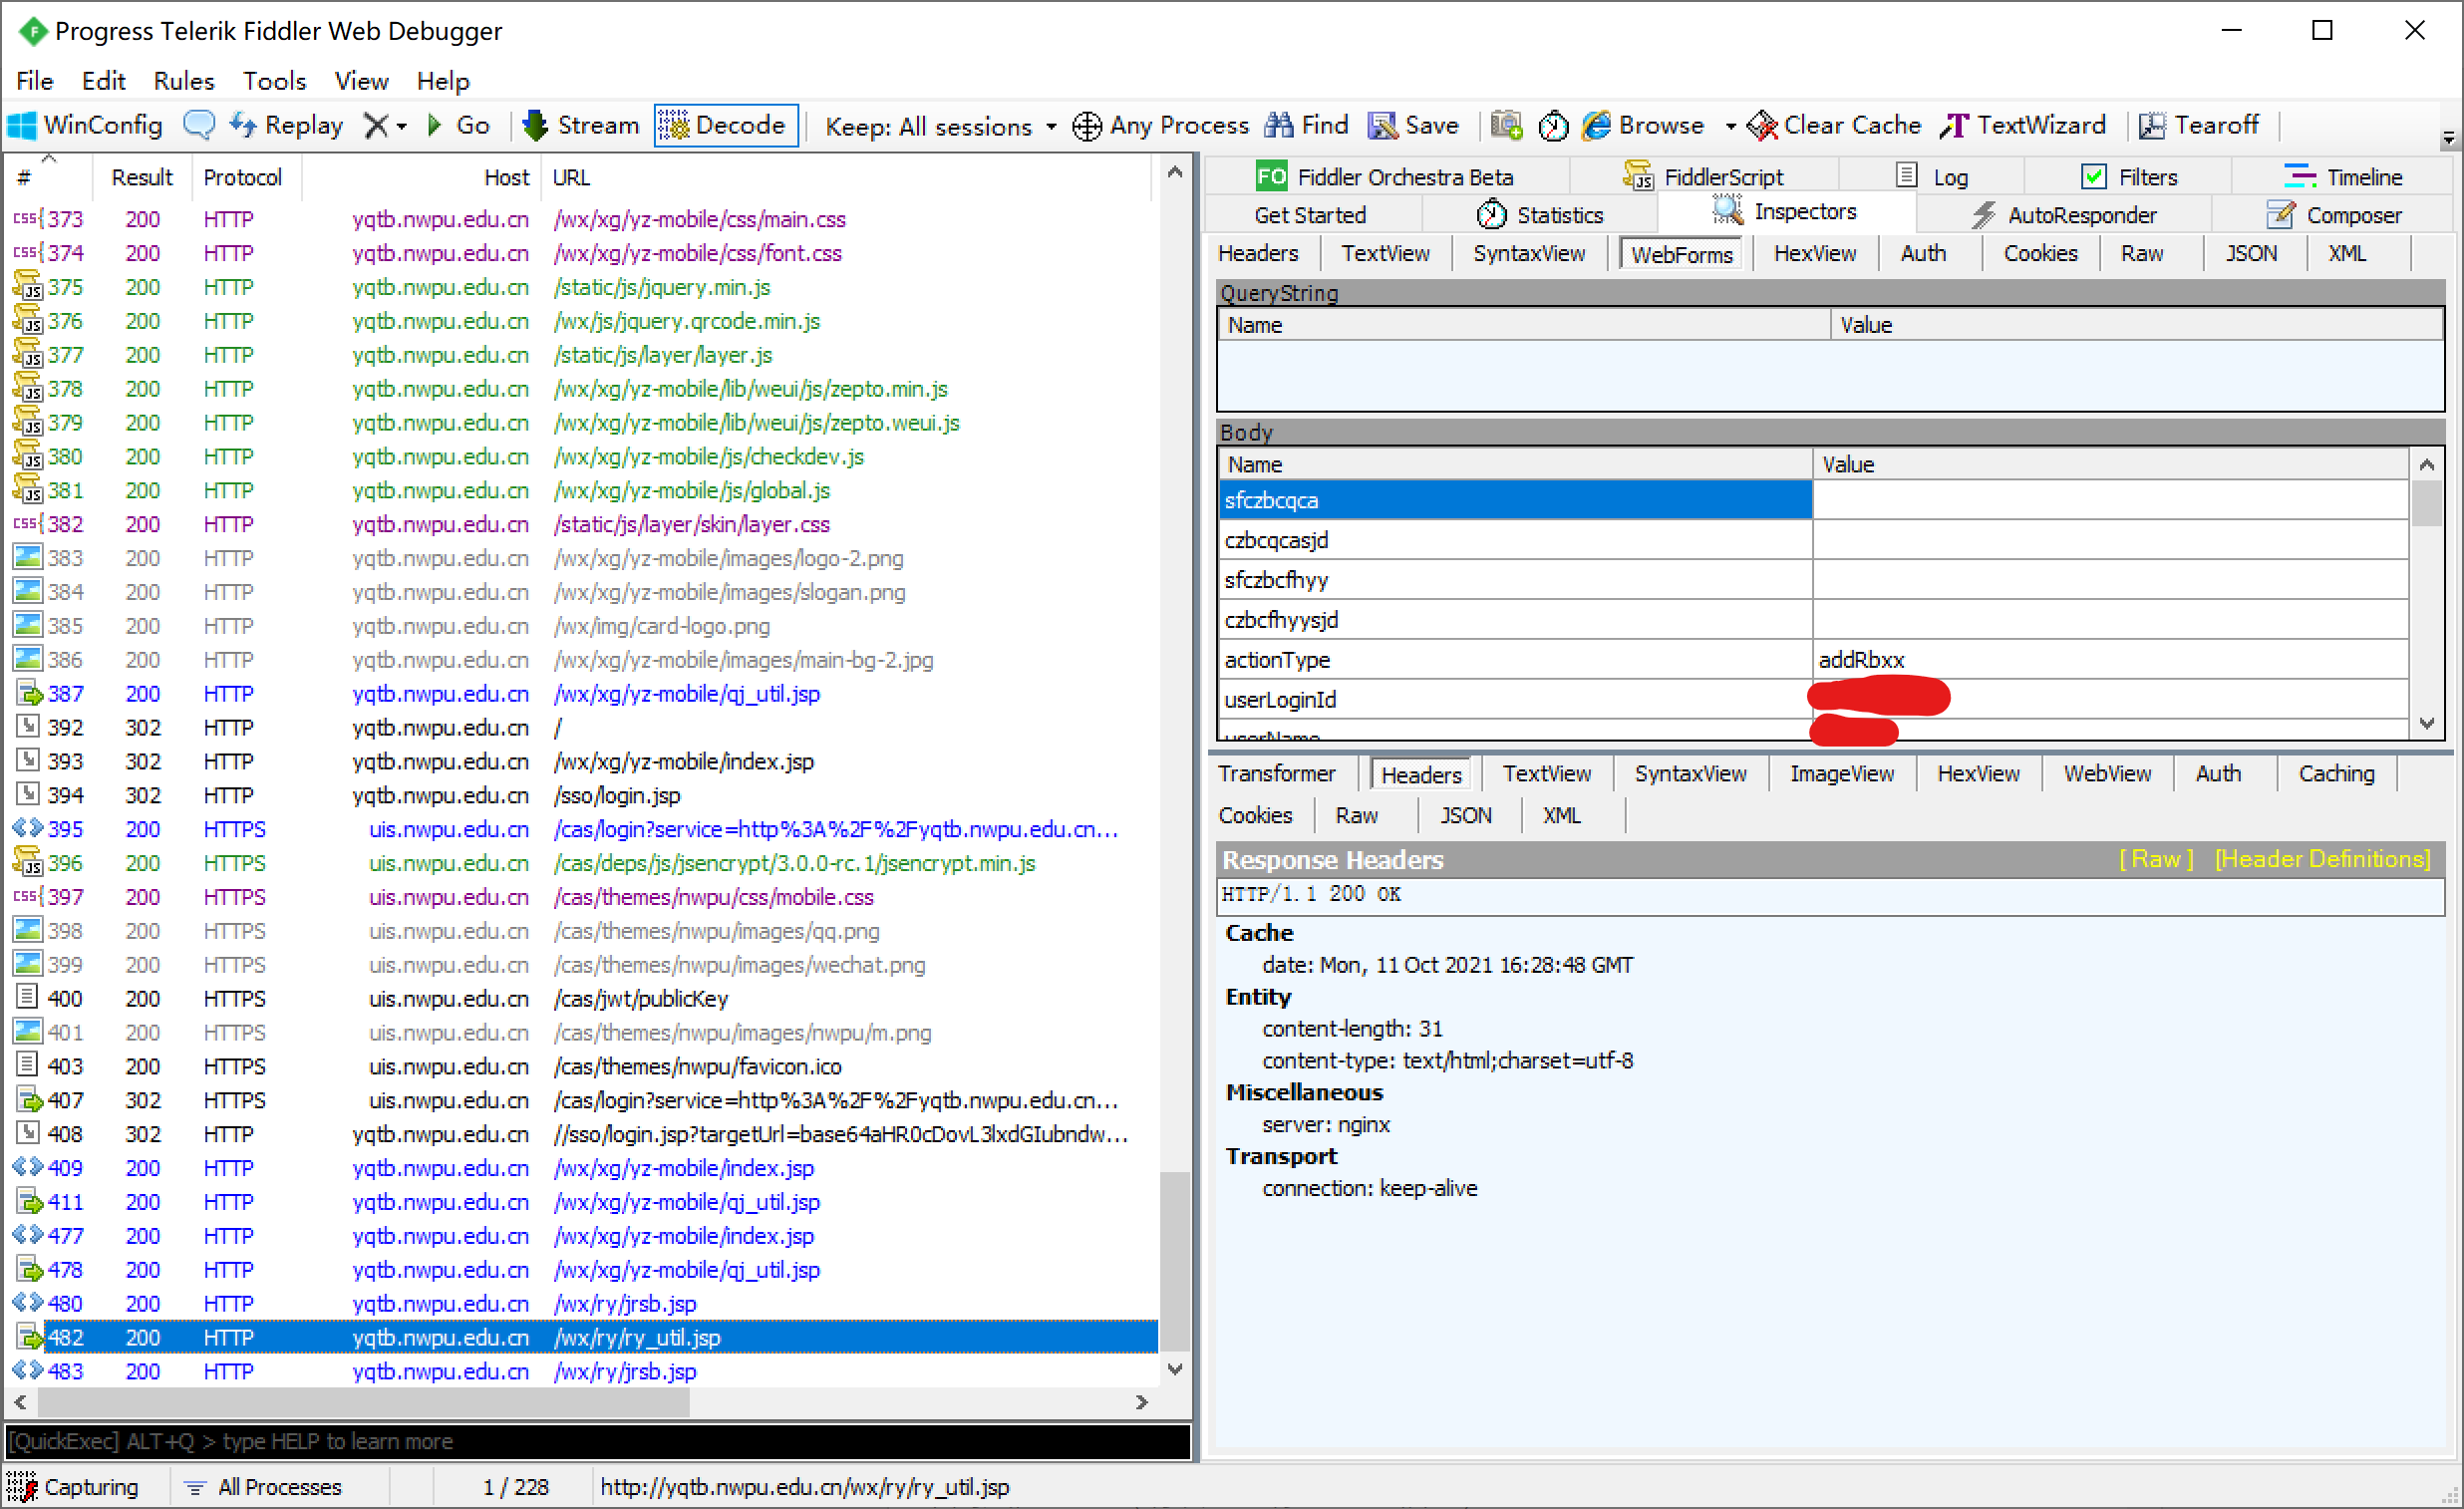 Progress Telerik Fiddler Web Debugger
File Edit Rules Tools View Help
WinConfig Replay Go Stream Decode Keep: All sessions Any Process Find Save Browse Clear Cache TextWizard Tearoff
# Result Protocol Host URL
373 200 HTTP yqtb.nwpu.edu.cn /wx/xg/yz-mobile/css/main.css
374 200 HTTP yqtb.nwpu.edu.cn /wx/xg/yz-mobile/css/font.css
375 200 HTTP yqtb.nwpu.edu.cn /static/js/jquery.min.js
376 200 HTTP yqtb.nwpu.edu.cn /wx/js/jquery.qrcode.min.js
377 200 HTTP yqtb.nwpu.edu.cn /static/js/layer/layer.js
378 200 HTTP yqtb.nwpu.edu.cn /wx/xg/yz-mobile/lib/weui/js/zepto.min.js
379 200 HTTP yqtb.nwpu.edu.cn /wx/xg/yz-mobile/lib/weui/js/zepto.weui.js
380 200 HTTP yqtb.nwpu.edu.cn /wx/xg/yz-mobile/js/checkdev.js
381 200 HTTP yqtb.nwpu.edu.cn /wx/xg/yz-mobile/js/global.js
382 200 HTTP yqtb.nwpu.edu.cn /static/js/layer/skin/layer.css
383 200 HTTP yqtb.nwpu.edu.cn /wx/xg/yz-mobile/images/logo-2.png
384 200 HTTP yqtb.nwpu.edu.cn /wx/xg/yz-mobile/images/slogan.png
385 200 HTTP yqtb.nwpu.edu.cn /wx/img/card-logo.png
386 200 HTTP yqtb.nwpu.edu.cn /wx/xg/yz-mobile/images/main-bg-2.jpg
387 200 HTTP yqtb.nwpu.edu.cn /wx/xg/yz-mobile/qj_util.jsp
392 302 HTTP yqtb.nwpu.edu.cn /
393 302 HTTP yqtb.nwpu.edu.cn /wx/xg/yz-mobile/index.jsp
394 302 HTTP yqtb.nwpu.edu.cn /sso/login.jsp
395 200 HTTPS uis.nwpu.edu.cn /cas/login?service=http%3A%2F%2Fyqtb.nwpu.edu.cn...
396 200 HTTPS uis.nwpu.edu.cn /cas/deps/js/jsencrypt/3.0.0-rc.1/jsencrypt.min.js
397 200 HTTPS uis.nwpu.edu.cn /cas/themes/nwpu/css/mobile.css
398 200 HTTPS uis.nwpu.edu.cn /cas/themes/nwpu/images/qq.png
399 200 HTTPS uis.nwpu.edu.cn /cas/themes/nwpu/images/wechat.png
400 200 HTTPS uis.nwpu.edu.cn /cas/jwt/publicKey
401 200 HTTPS uis.nwpu.edu.cn /cas/themes/nwpu/images/nwpu/m.png
403 200 HTTPS uis.nwpu.edu.cn /cas/themes/nwpu/favicon.ico
407 302 HTTPS uis.nwpu.edu.cn /cas/login?service=http%3A%2F%2Fyqtb.nwpu.edu.cn...
408 302 HTTP yqtb.nwpu.edu.cn //sso/login.jsp?targetUrl=base64aHR0cDovL3lxdGIubndw...
409 200 HTTP yqtb.nwpu.edu.cn /wx/xg/yz-mobile/index.jsp
411 200 HTTP yqtb.nwpu.edu.cn /wx/xg/yz-mobile/qj_util.jsp
477 200 HTTP yqtb.nwpu.edu.cn /wx/xg/yz-mobile/index.jsp
478 200 HTTP yqtb.nwpu.edu.cn /wx/xg/yz-mobile/qj_util.jsp
480 200 HTTP yqtb.nwpu.edu.cn /wx/ry/jrsb.jsp
482 200 HTTP yqtb.nwpu.edu.cn /wx/ry/ry_util.jsp
483 200 HTTP yqtb.nwpu.edu.cn /wx/ry/jrsb.jsp
[QuickExec] ALT+Q > type HELP to learn more
FO Fiddler Orchestra Beta FiddlerScript Log Filters Timeline
Get Started Statistics Inspectors AutoResponder Composer
Headers TextView SyntaxView WebForms HexView Auth Cookies Raw JSON XML
QueryString
Name Value
Body
Name Value
sfczbcqca
czbcqcasjd
sfczbcfhyy
czbcfhyysjd
actionType addRbxx
userLoginId
userName
Transformer Headers TextView SyntaxView ImageView HexView WebView Auth Caching
Cookies Raw JSON XML
Response Headers [ Raw ] [Header Definitions]
HTTP/1.1 200 OK
Cache
date: Mon, 11 Oct 2021 16:28:48 GMT
Entity
content-length: 31
content-type: text/html;charset=utf-8
Miscellaneous
server: nginx
Transport
connection: keep-alive
Capturing All Processes 1 / 228 http://yqtb.nwpu.edu.cn/wx/ry/ry_util.jsp